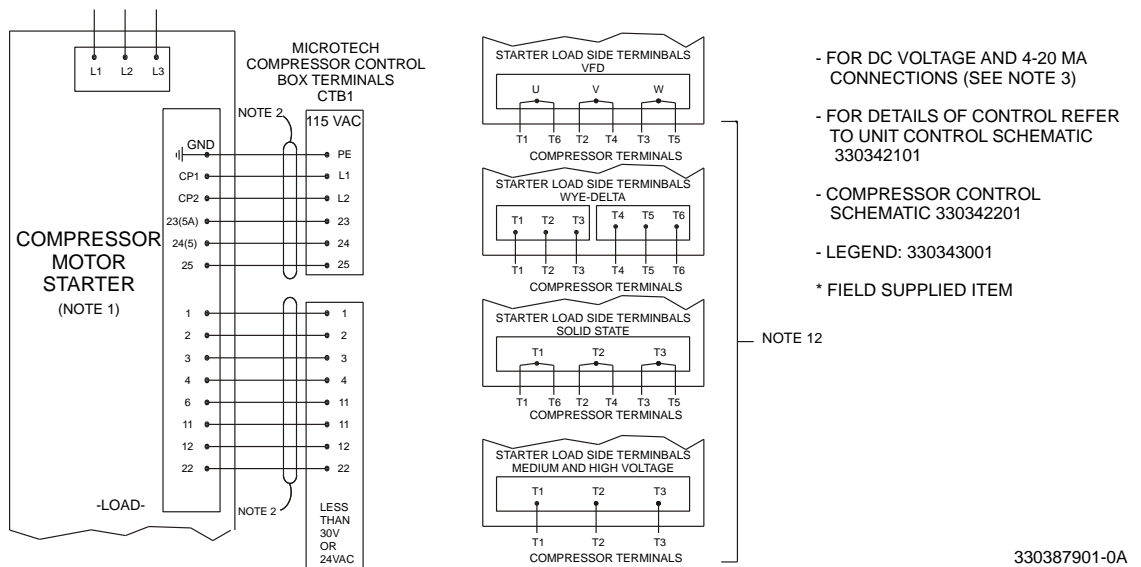 L1 L2 L3
COMPRESSOR
MOTOR
STARTER
(NOTE 1)
-LOAD-
GND
CP1
CP2
23(5A)
24(5)
25
1
2
3
4
6
11
12
22
NOTE 2
NOTE 2
MICROTECH
COMPRESSOR CONTROL
BOX TERMINALS
CTB1
115 VAC
PE
L1
L2
23
24
25
1
2
3
4
11
11
12
22
LESS
THAN
30V
OR
24VAC
STARTER LOAD SIDE TERMINBALS
VFD
U V W
T1 T6 T2 T4 T3 T5
COMPRESSOR TERMINALS
STARTER LOAD SIDE TERMINBALS
WYE-DELTA
T1 T2 T3 T4 T5 T6
T1 T2 T3 T4 T5 T6
COMPRESSOR TERMINALS
STARTER LOAD SIDE TERMINBALS
SOLID STATE
T1 T2 T3
T1 T6 T2 T4 T3 T5
COMPRESSOR TERMINALS
STARTER LOAD SIDE TERMINBALS
MEDIUM AND HIGH VOLTAGE
T1 T2 T3
T1 T2 T3
COMPRESSOR TERMINALS
NOTE 12
- FOR DC VOLTAGE AND 4-20 MA
CONNECTIONS (SEE NOTE 3)
- FOR DETAILS OF CONTROL REFER
TO UNIT CONTROL SCHEMATIC
330342101
- COMPRESSOR CONTROL
SCHEMATIC 330342201
- LEGEND: 330343001
* FIELD SUPPLIED ITEM
330387901-0A